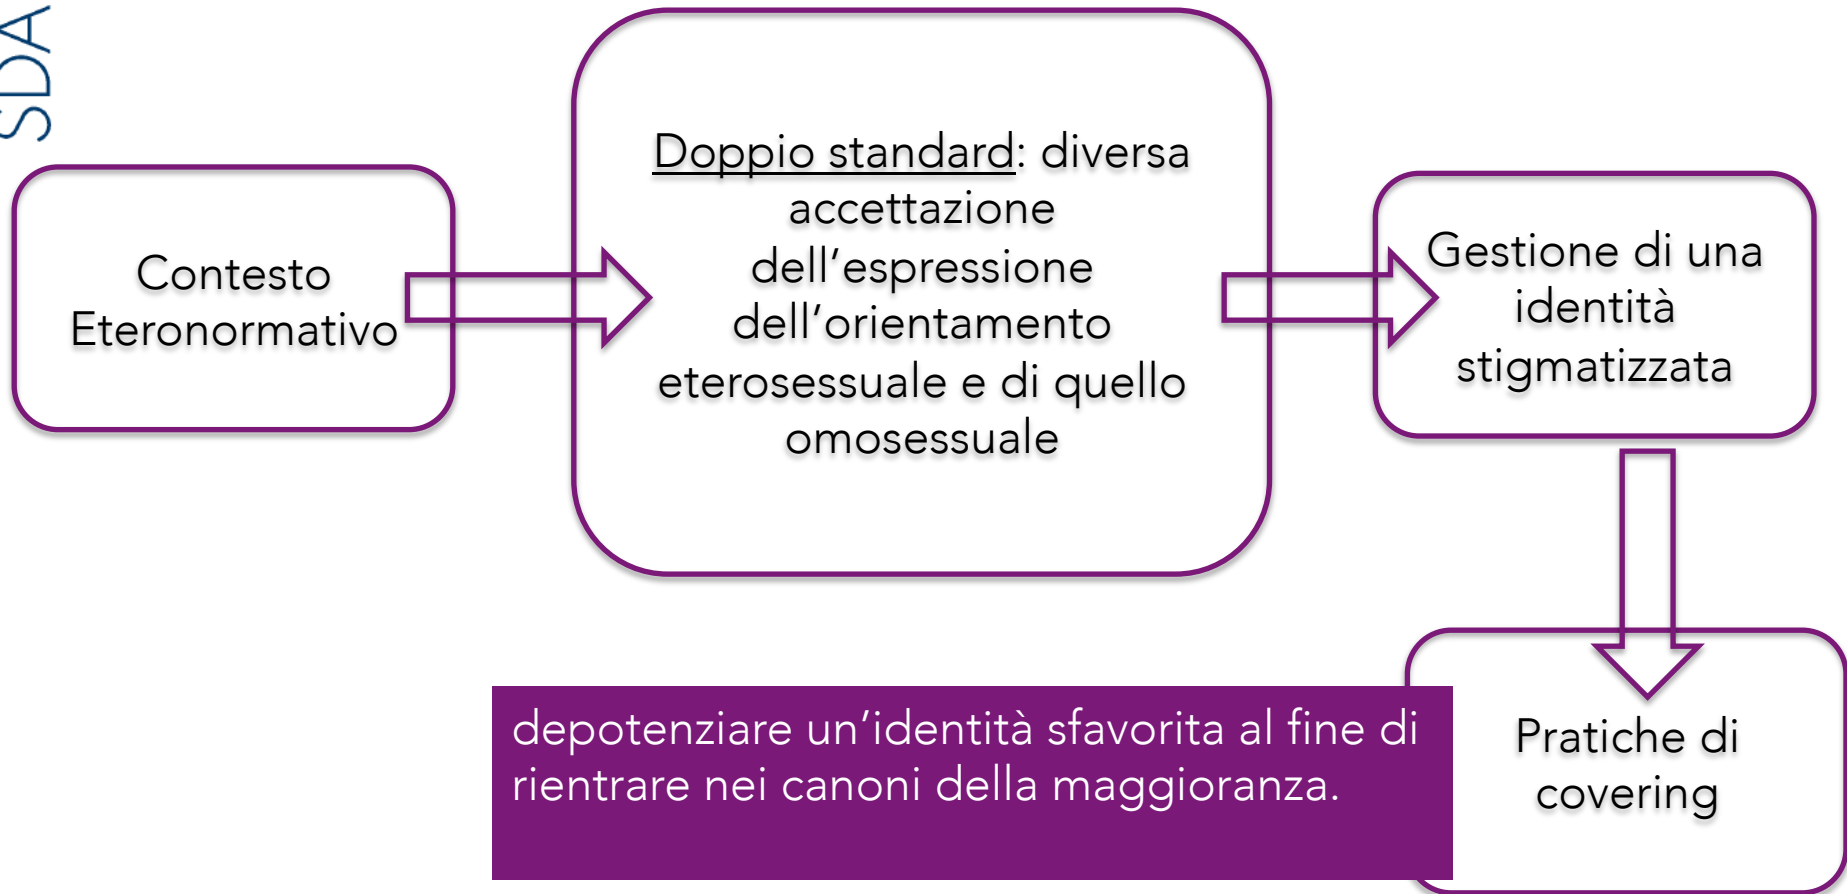 SDA
Contesto
Eteronormativo
Doppio standard: diversa
accettazione
dell’espressione
dell’orientamento
eterosessuale e di quello
omosessuale
Gestione di una
identità
stigmatizzata
Pratiche di
covering
depotenziare un’identità sfavorita al fine di
rientrare nei canoni della maggioranza.